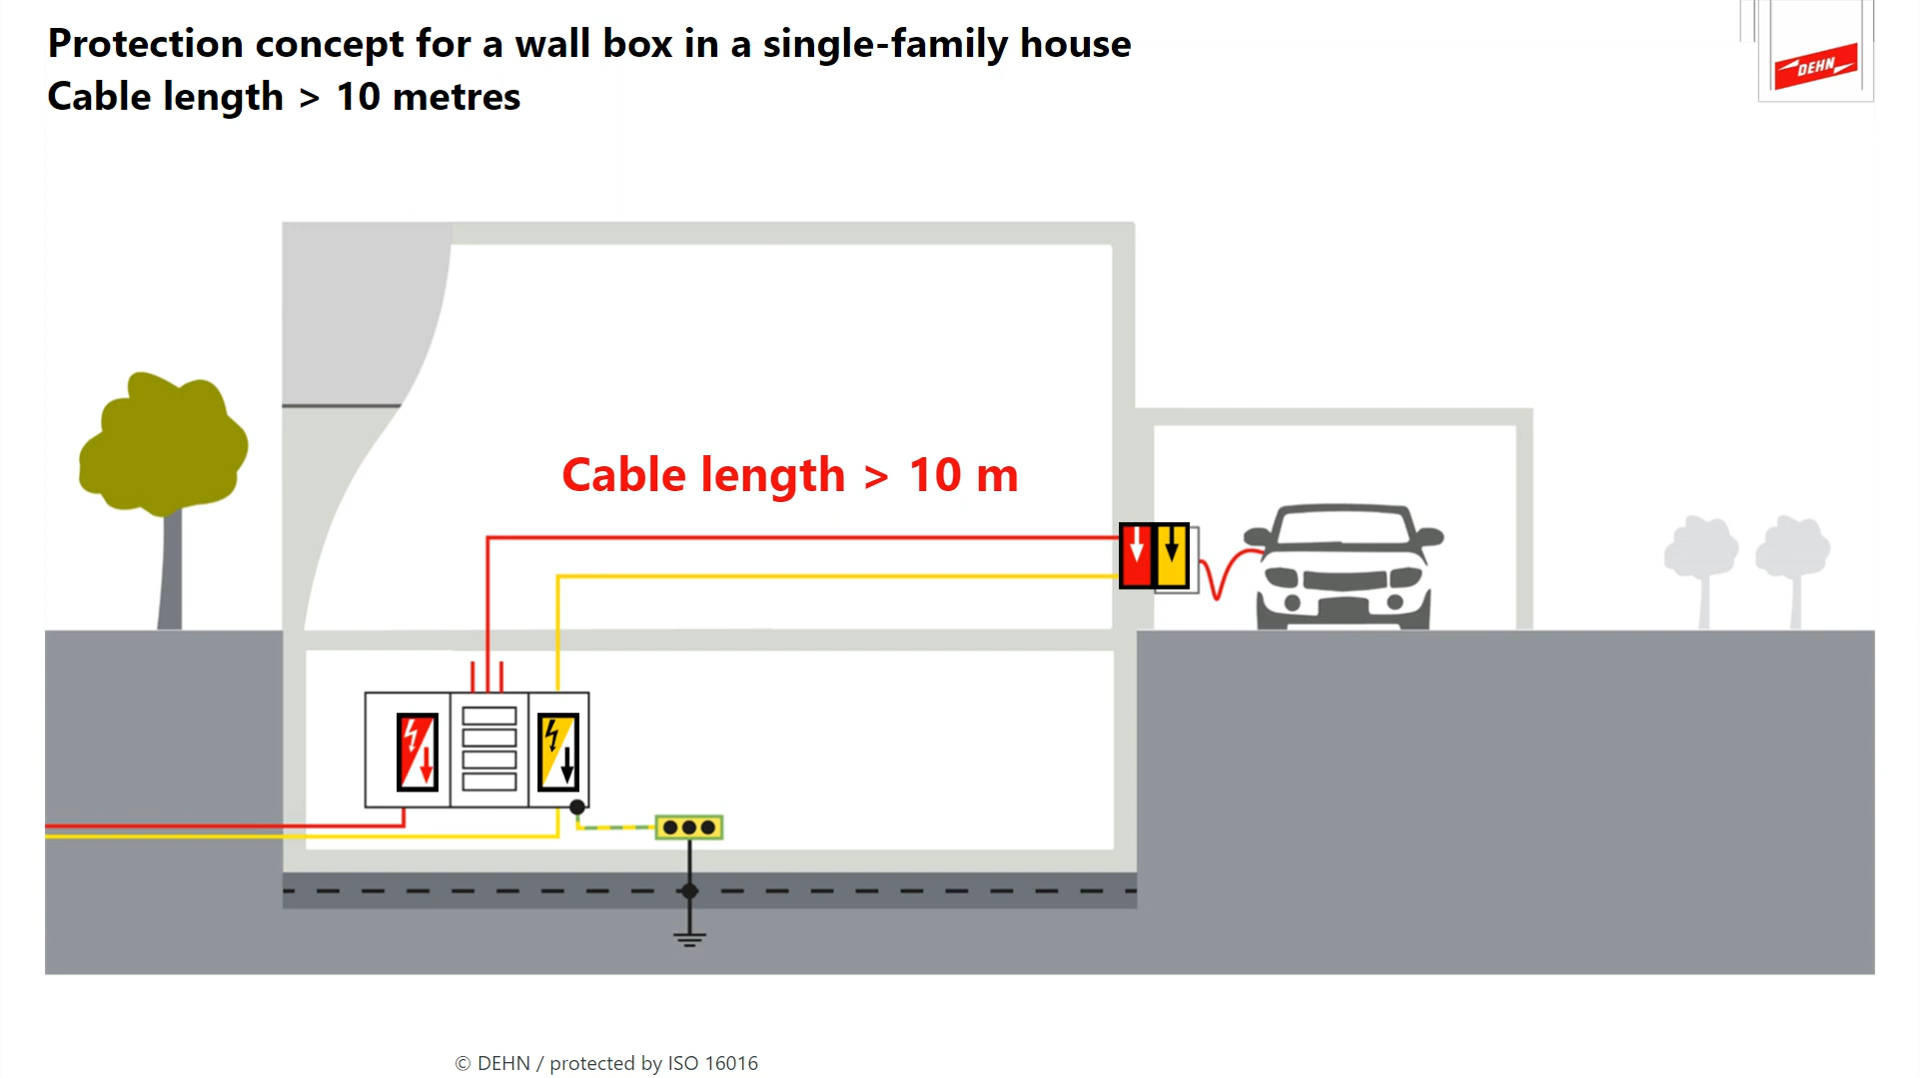 Protection concept for a wall box in a single-family house
Cable length > 10 metres
DEHN
Cable length > 10 m
© DEHN / protected by ISO 16016